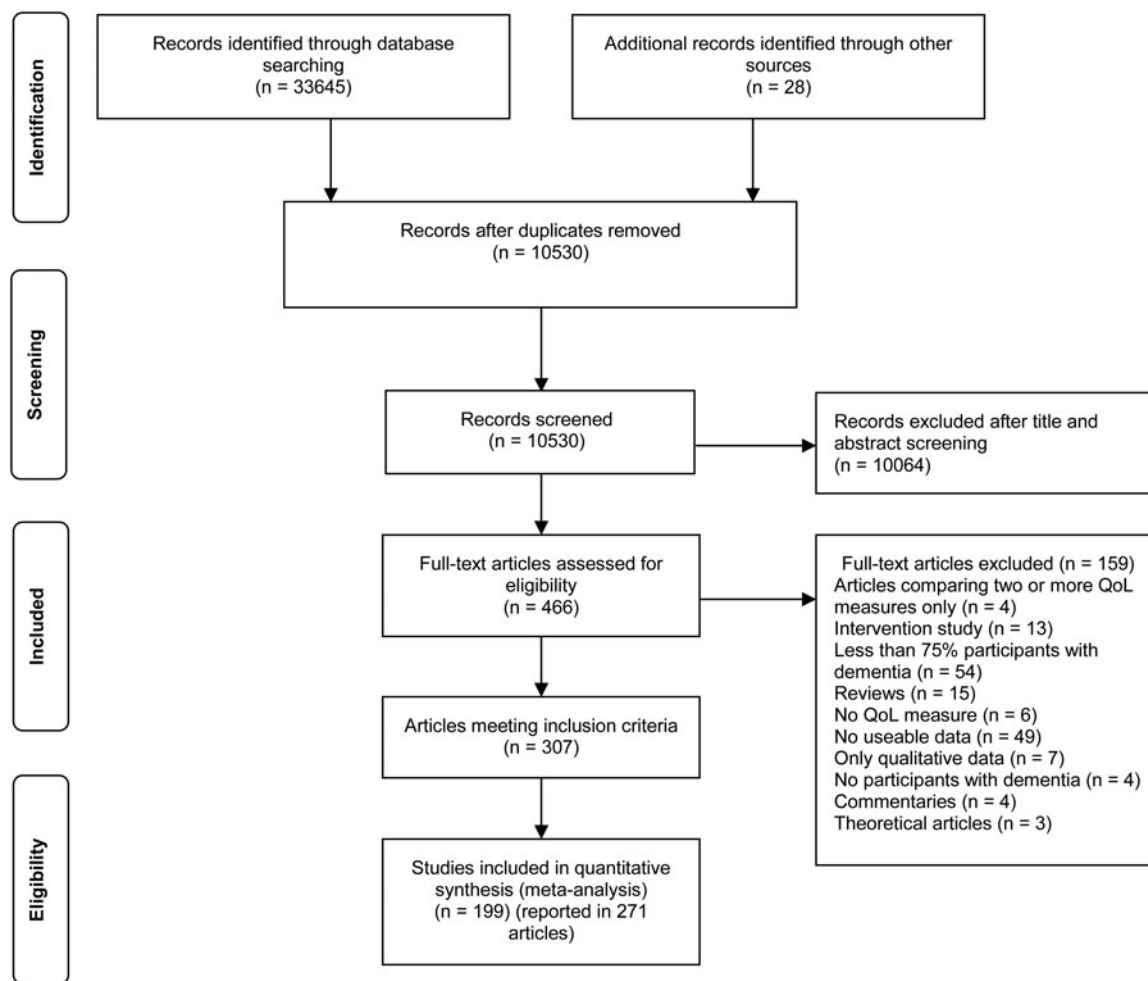 Identification
Records identified through database
searching
(n = 33645)
Additional records identified through other
sources
(n = 28)
Records after duplicates removed
(n = 10530)
Screening
Records screened
(n = 10530)
Records excluded after title and
abstract screening
(n = 10064)
Included
Full-text articles assessed for
eligibility
(n = 466)
Full-text articles excluded (n = 159)
Articles comparing two or more QoL
measures only (n = 4)
Intervention study (n = 13)
Less than 75% participants with
dementia (n = 54)
Reviews (n = 15)
No QoL measure (n = 6)
No useable data (n = 49)
Only qualitative data (n = 7)
No participants with dementia (n = 4)
Commentaries (n = 4)
Theoretical articles (n = 3)
Articles meeting inclusion criteria
(n = 307)
Eligibility
Studies included in quantitative
synthesis (meta-analysis)
(n = 199) (reported in 271
articles)